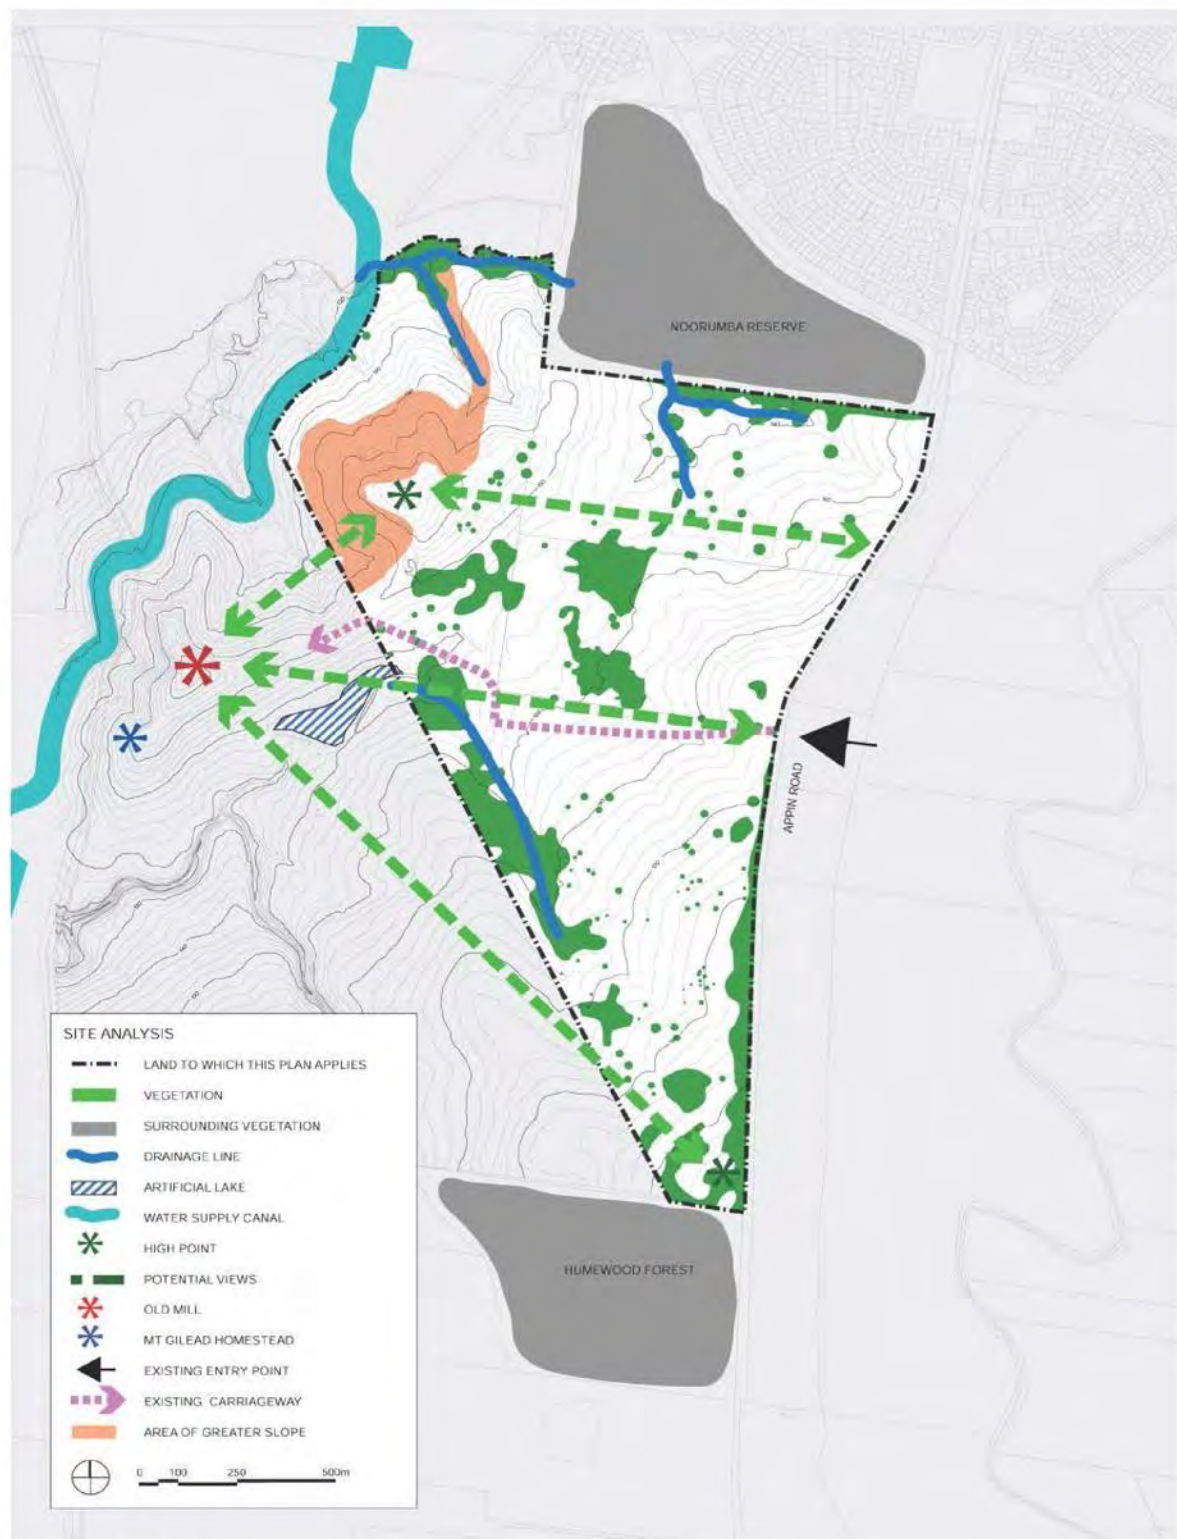 NOORUMBA RESERVE
APPIN ROAD
HUMEWOOD FOREST
SITE ANALYSIS
LAND TO WHICH THIS PLAN APPLIES
VEGETATION
SURROUNDING VEGETATION
DRAINAGE LINE
ARTIFICIAL LAKE
WATER SUPPLY CANAL
HIGH POINT
POTENTIAL VIEWS
OLD MILL
MT GILEAD HOMESTEAD
EXISTING ENTRY POINT
EXISTING CARRIAGEWAY
AREA OF GREATER SLOPE
0 100 250 500m